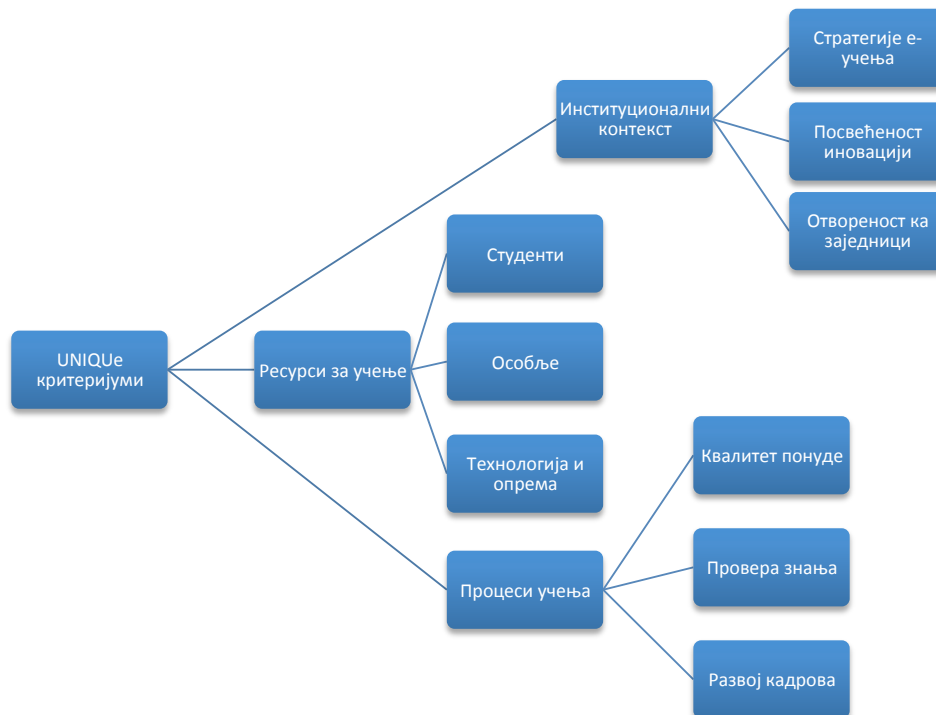 Стратегије е-
учења
Институционални
контекст
Посвећеност
иновацији
Отвореност ка
заједници
Студенти
UNIQUe
критеријуми
Ресурси за учење
Особље
Технологија и
опрема
Квалитет понуде
Процеси учења
Провера знања
Развој кадрова